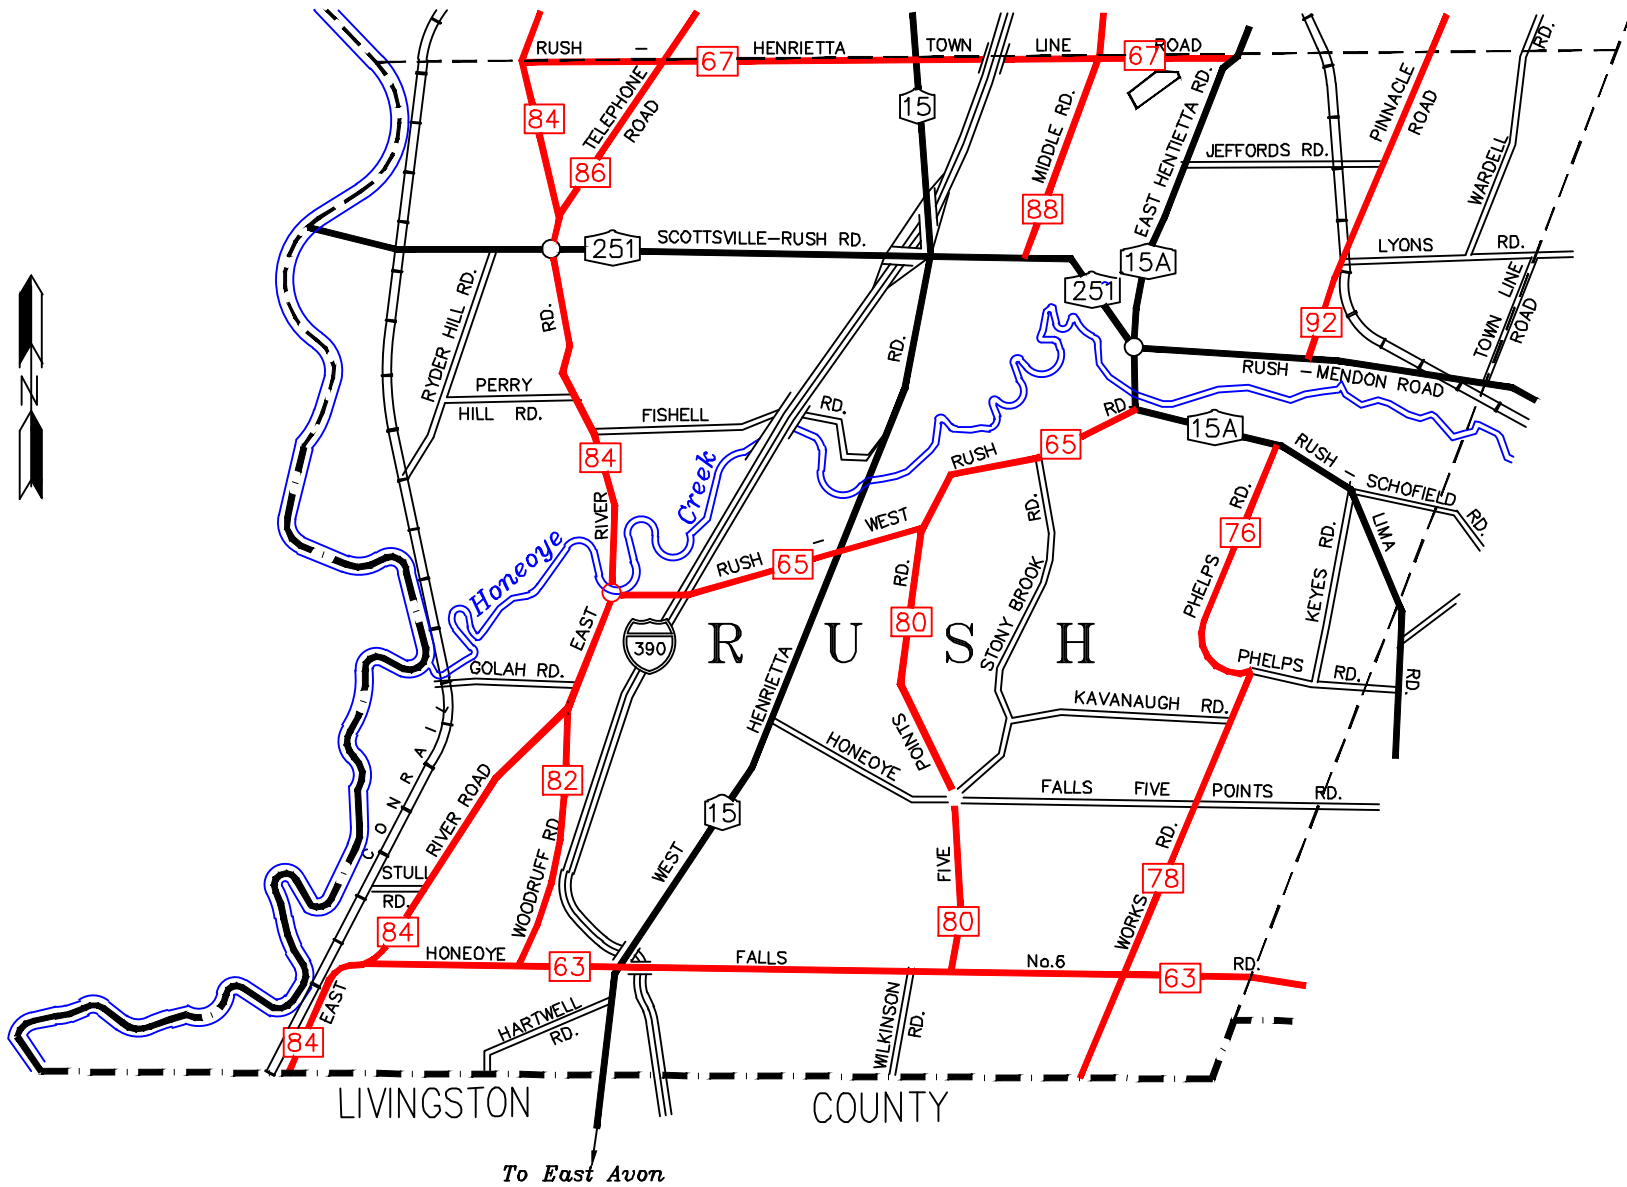 RUSH – HENRIETTA TOWN LINE ROAD
67
67
84
TELEPHONE
ROAD
86
15
MIDDLE RD.
88
EAST HENTIETTA RD.
JEFFORDS RD.
PINNACLE
ROAD
WARDELL
RD.
251
SCOTTSVILLE–RUSH RD.
15A
251
LYONS RD.
TOWN LINE
ROAD
92
RYDER HILL RD.
RD.
RD.
N
PERRY
HILL RD.
FISHELL RD.
RUSH – MENDON ROAD
15A
RD.
65
RUSH
84
RIVER
Creek
Honeoye
WEST
–
RUSH
65
RD.
STONY BROOK
RD.
RD.
76
PHELPS
RUSH –
LIMA
RD.
SCHOFIELD
RD.
KEYES RD.
EAST
390
RUSH
80
GOLAH RD.
PHELPS RD.
HENRIETTA
KAVANAUGH RD.
POINTS
HONEOYE
FALLS FIVE POINTS RD.
CONRAIL
82
RIVER ROAD
WOODRUFF RD
15
WEST
STULL
RD.
84
FIVE
80
RD.
78
WORKS
HONEOYE
63
FALLS
No.6
63
RD.
EAST
84
HARTWELL
RD.
WILKINSON
RD.
LIVINGSTON COUNTY
To East Avon